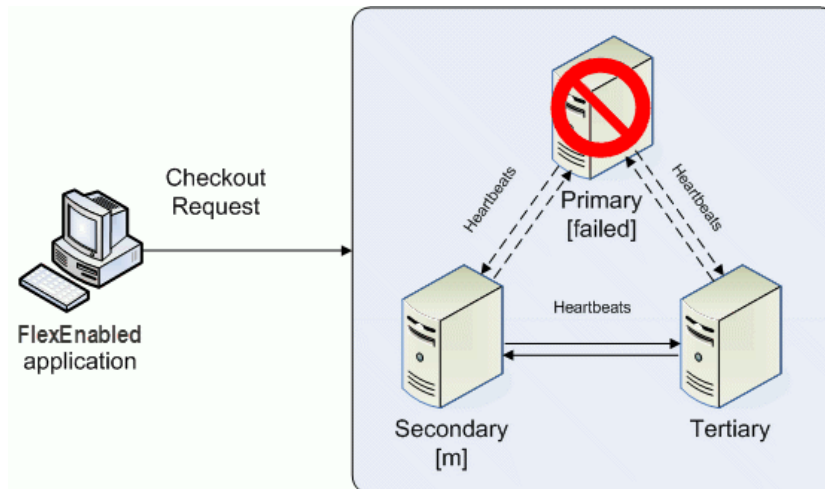 Checkout
Request
FlexEnabled
application
Heartbeats
Heartbeats
Primary
[failed]
Heartbeats
Secondary
[m]
Tertiary